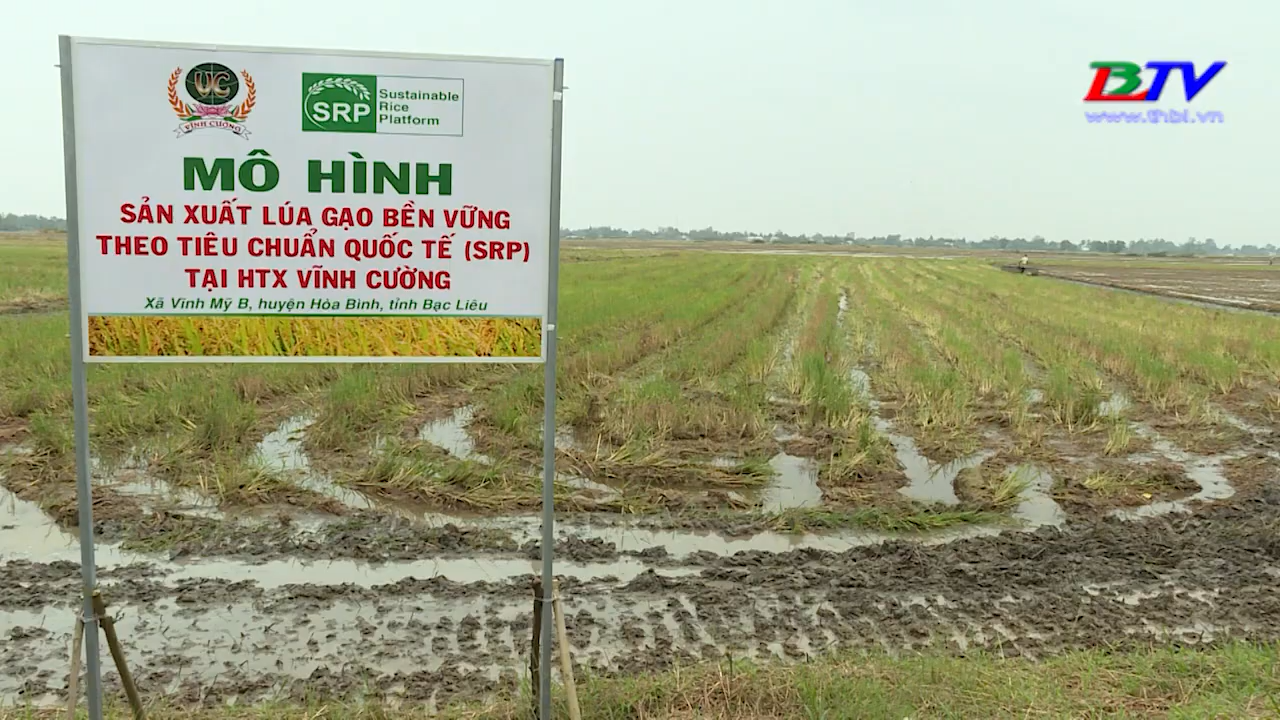 VC
VĨNH CƯỜNG
SRP
Sustainable
Rice
Platform
MÔ HÌNH
SẢN XUẤT LÚA GẠO BỀN VỮNG
THEO TIÊU CHUẨN QUỐC TẾ (SRP)
TẠI HTX VĨNH CƯỜNG
Xã Vĩnh Mỹ B, huyện Hòa Bình, tỉnh Bạc Liêu
BTV
www.thbl.vn